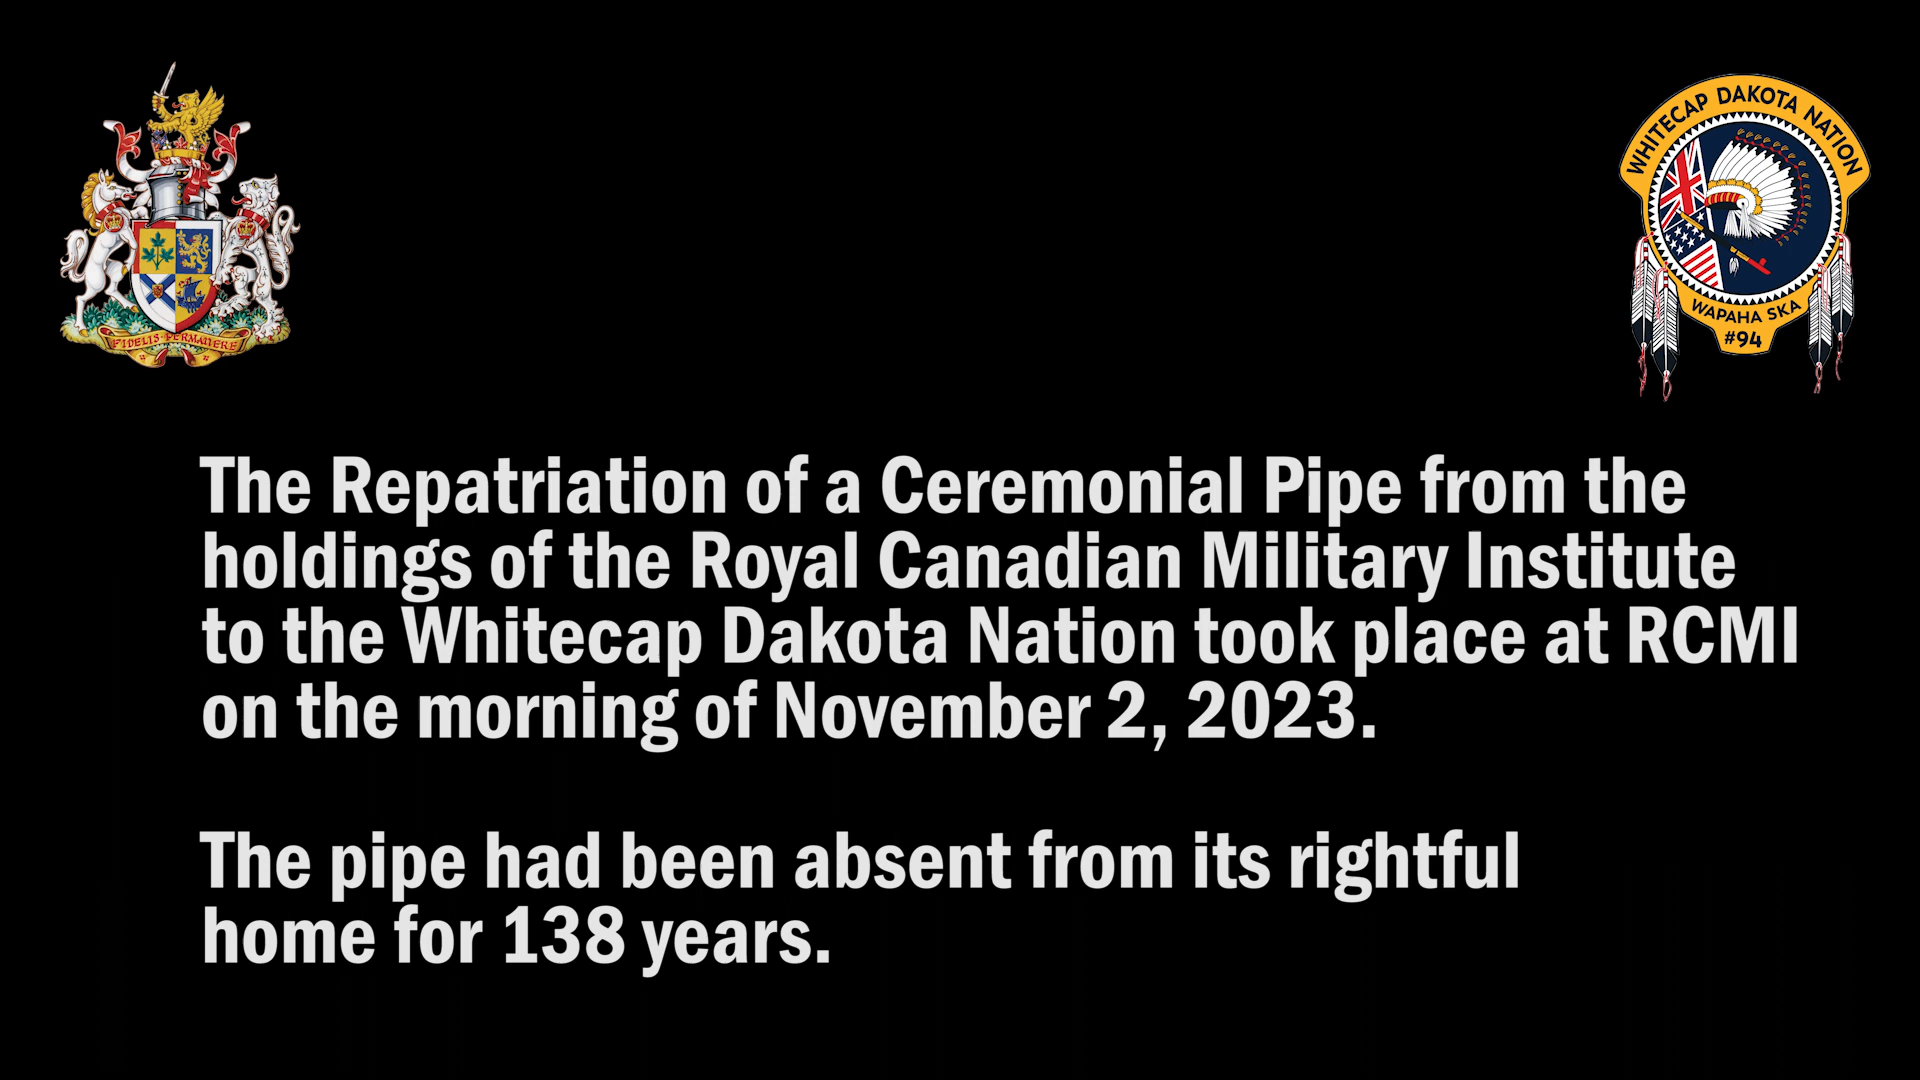 FIDELIS PERMANERE
WHITECAP DAKOTA NATION
WAPAHA SKA
#94
The Repatriation of a Ceremonial Pipe from the
holdings of the Royal Canadian Military Institute
to the Whitecap Dakota Nation took place at RCMI
on the morning of November 2, 2023.
The pipe had been absent from its rightful
home for 138 years.